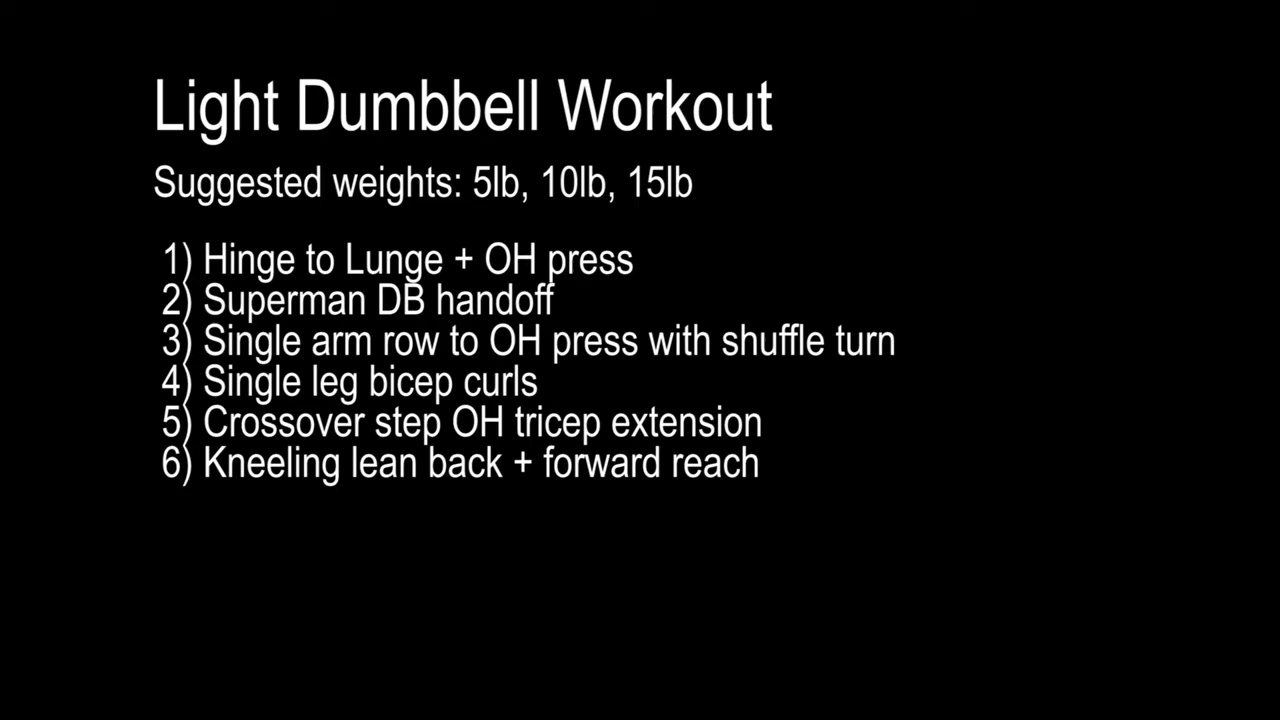 Light Dumbbell Workout
Suggested weights: 5lb, 10lb, 15lb
1) Hinge to Lunge + OH press
2) Superman DB handoff
3) Single arm row to OH press with shuffle turn
4) Single leg bicep curls
5) Crossover step OH tricep extension
6) Kneeling lean back + forward reach